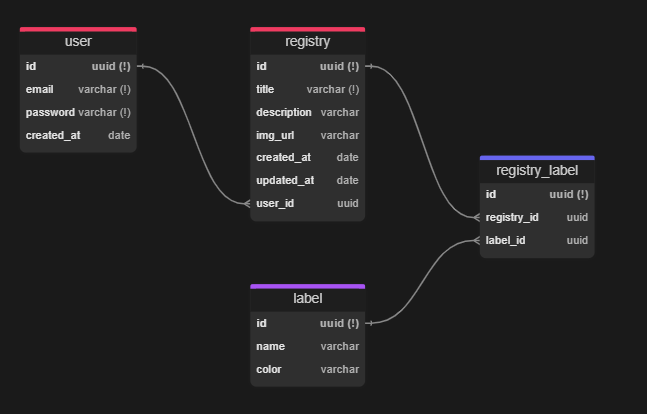 user
id uuid (!)
email varchar (!)
password varchar (!)
created_at date
registry
id uuid (!)
title varchar (!)
description varchar
img_url varchar
created_at date
updated_at date
user_id uuid
registry_label
id uuid (!)
registry_id uuid
label_id uuid
label
id uuid (!)
name varchar
color varchar